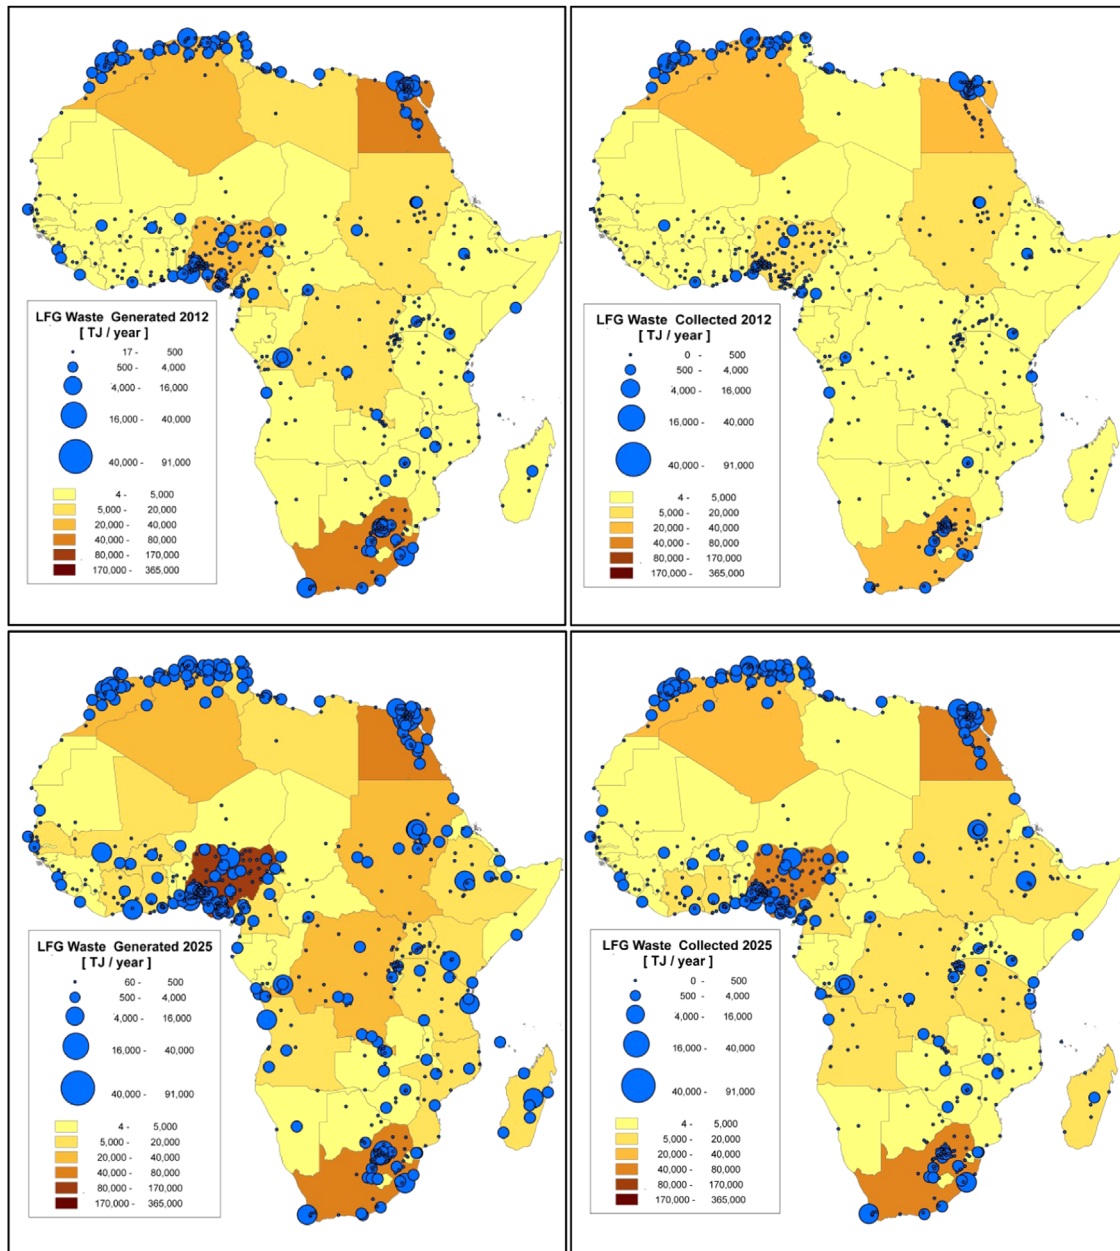 LFG Waste Generated 2012
[ TJ / year ]
17 - 500
500 - 4,000
4,000 - 16,000
16,000 - 40,000
40,000 - 91,000
4 - 5,000
5,000 - 20,000
20,000 - 40,000
40,000 - 80,000
80,000 - 170,000
170,000 - 365,000
LFG Waste Collected 2012
[ TJ / year ]
0 - 500
500 - 4,000
4,000 - 16,000
16,000 - 40,000
40,000 - 91,000
4 - 5,000
5,000 - 20,000
20,000 - 40,000
40,000 - 80,000
80,000 - 170,000
170,000 - 365,000
LFG Waste Generated 2025
[ TJ / year ]
60 - 500
500 - 4,000
4,000 - 16,000
16,000 - 40,000
40,000 - 91,000
4 - 5,000
5,000 - 20,000
20,000 - 40,000
40,000 - 80,000
80,000 - 170,000
170,000 - 365,000
LFG Waste Collected 2025
[ TJ / year ]
0 - 500
500 - 4,000
4,000 - 16,000
16,000 - 40,000
40,000 - 91,000
4 - 5,000
5,000 - 20,000
20,000 - 40,000
40,000 - 80,000
80,000 - 170,000
170,000 - 365,000